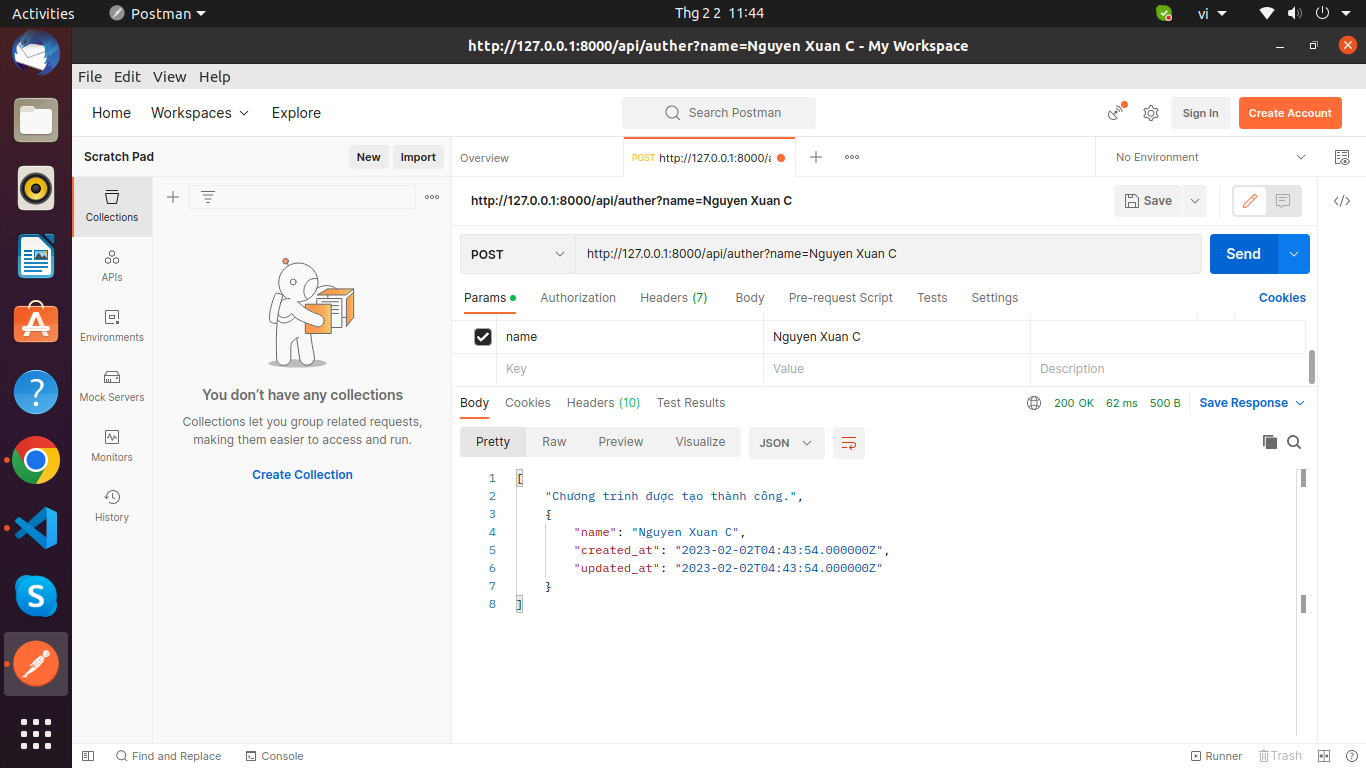 Activities Postman Thg 2 2 11:44 vi
http://127.0.0.1:8000/api/auther?name=Nguyen Xuan C - My Workspace
File Edit View Help
Home Workspaces Explore Search Postman Sign In Create Account
Scratch Pad New Import Overview POST http://127.0.0.1:8000/a No Environment
Collections
http://127.0.0.1:8000/api/auther?name=Nguyen Xuan C Save
APIs
POST http://127.0.0.1:8000/api/auther?name=Nguyen Xuan C Send
Params Authorization Headers (7) Body Pre-request Script Tests Settings Cookies
Environments
name Nguyen Xuan C
Key Value Description
Mock Servers
You don't have any collections
Body Cookies Headers (10) Test Results 200 OK 62 ms 500 B Save Response
Collections let you group related requests,
making them easier to access and run.
Monitors
Pretty Raw Preview Visualize JSON
Create Collection
History
1 [
2 "Chương trinh được tạo thành công.",
3 {
4 "name": "Nguyen Xuan C",
5 "created_at": "2023-02-02T04:43:54.000000Z",
6 "updated_at": "2023-02-02T04:43:54.000000Z"
7 }
8 ]
Find and Replace Console Runner Trash